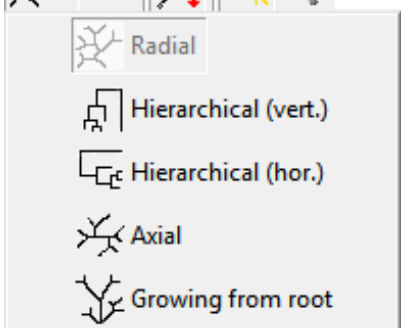 Radial
Hierarchical (vert.)
Hierarchical (hor.)
Axial
Growing from root